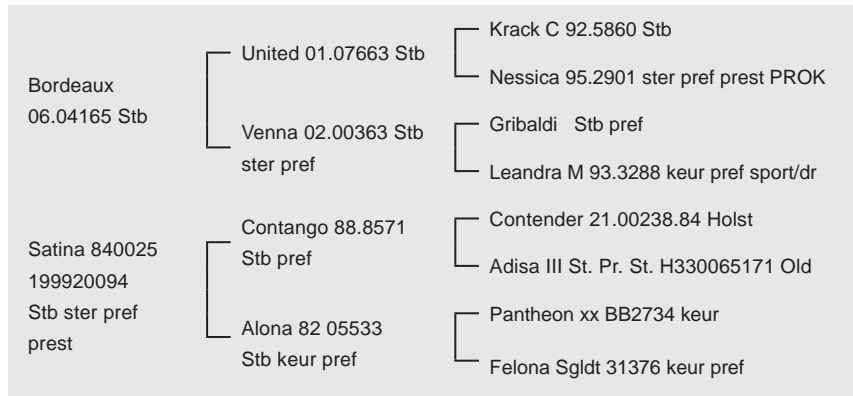 Bordeaux
06.04165 Stb
United 01.07663 Stb
Krack C 92.5860 Stb
Nessica 95.2901 ster pref prest PROK
Venna 02.00363 Stb
ster pref
Gribaldi Stb pref
Leandra M 93.3288 keur pref sport/dr
Satina 840025
199920094
Stb ster pref
prest
Contango 88.8571
Stb pref
Contender 21.00238.84 Holst
Adisa III St. Pr. St. H330065171 Old
Alona 82 05533
Stb keur pref
Pantheon xx BB2734 keur
Felona Sgldt 31376 keur pref